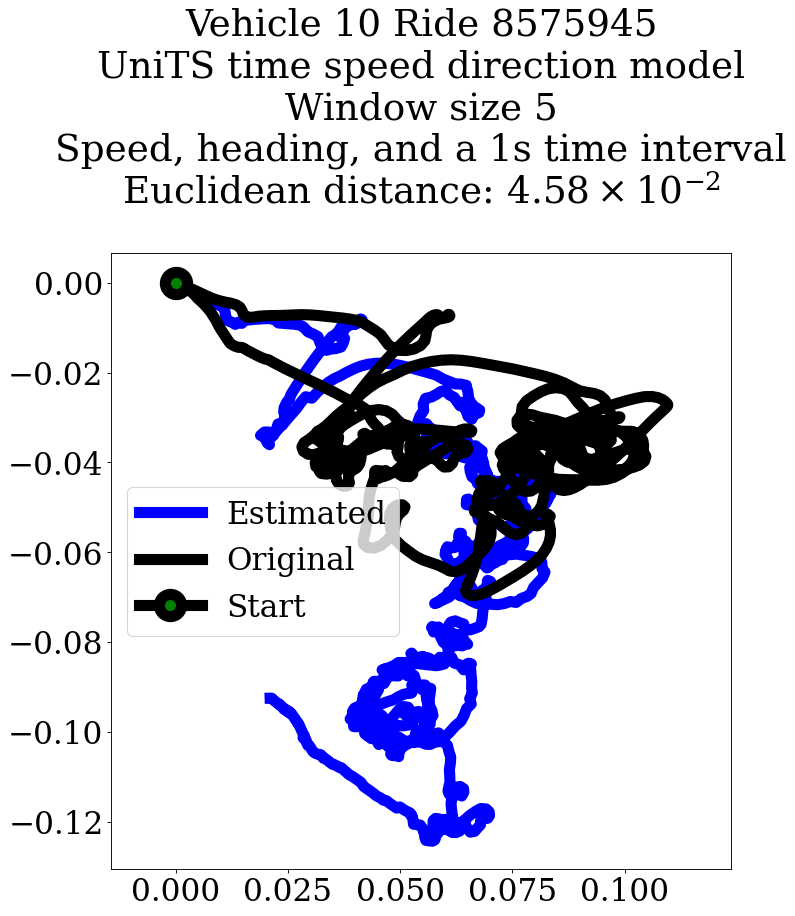 Vehicle 10 Ride 8575945
UniTS time speed direction model
Window size 5
Speed, heading, and a 1s time interval
Euclidean distance: 4.58 × 10⁻²
0.00
−0.02
−0.04
−0.06
−0.08
−0.10
−0.12
Estimated
Original
Start
0.000 0.025 0.050 0.075 0.100